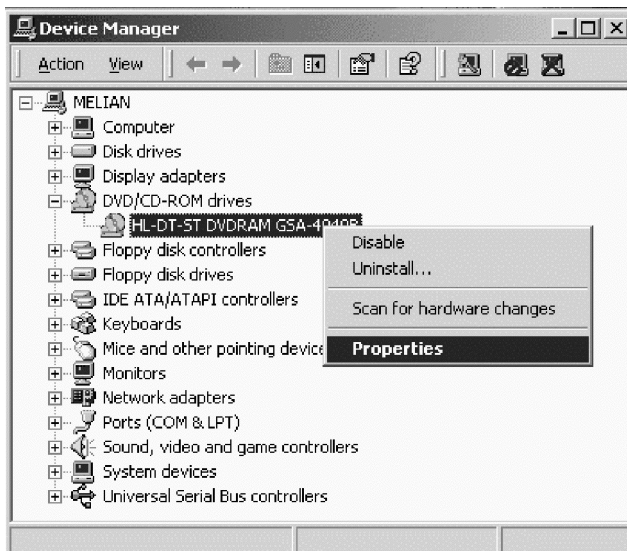 Device Manager
Action View
MELIAN
Computer
Disk drives
Display adapters
DVD/CD-ROM drives
HL-DT-ST DVDRAM GSA-4040B
Disable
Uninstall...
Scan for hardware changes
Properties
Floppy disk controllers
Floppy disk drives
IDE ATA/ATAPI controllers
Keyboards
Mice and other pointing device
Monitors
Network adapters
Ports (COM & LPT)
Sound, video and game controllers
System devices
Universal Serial Bus controllers